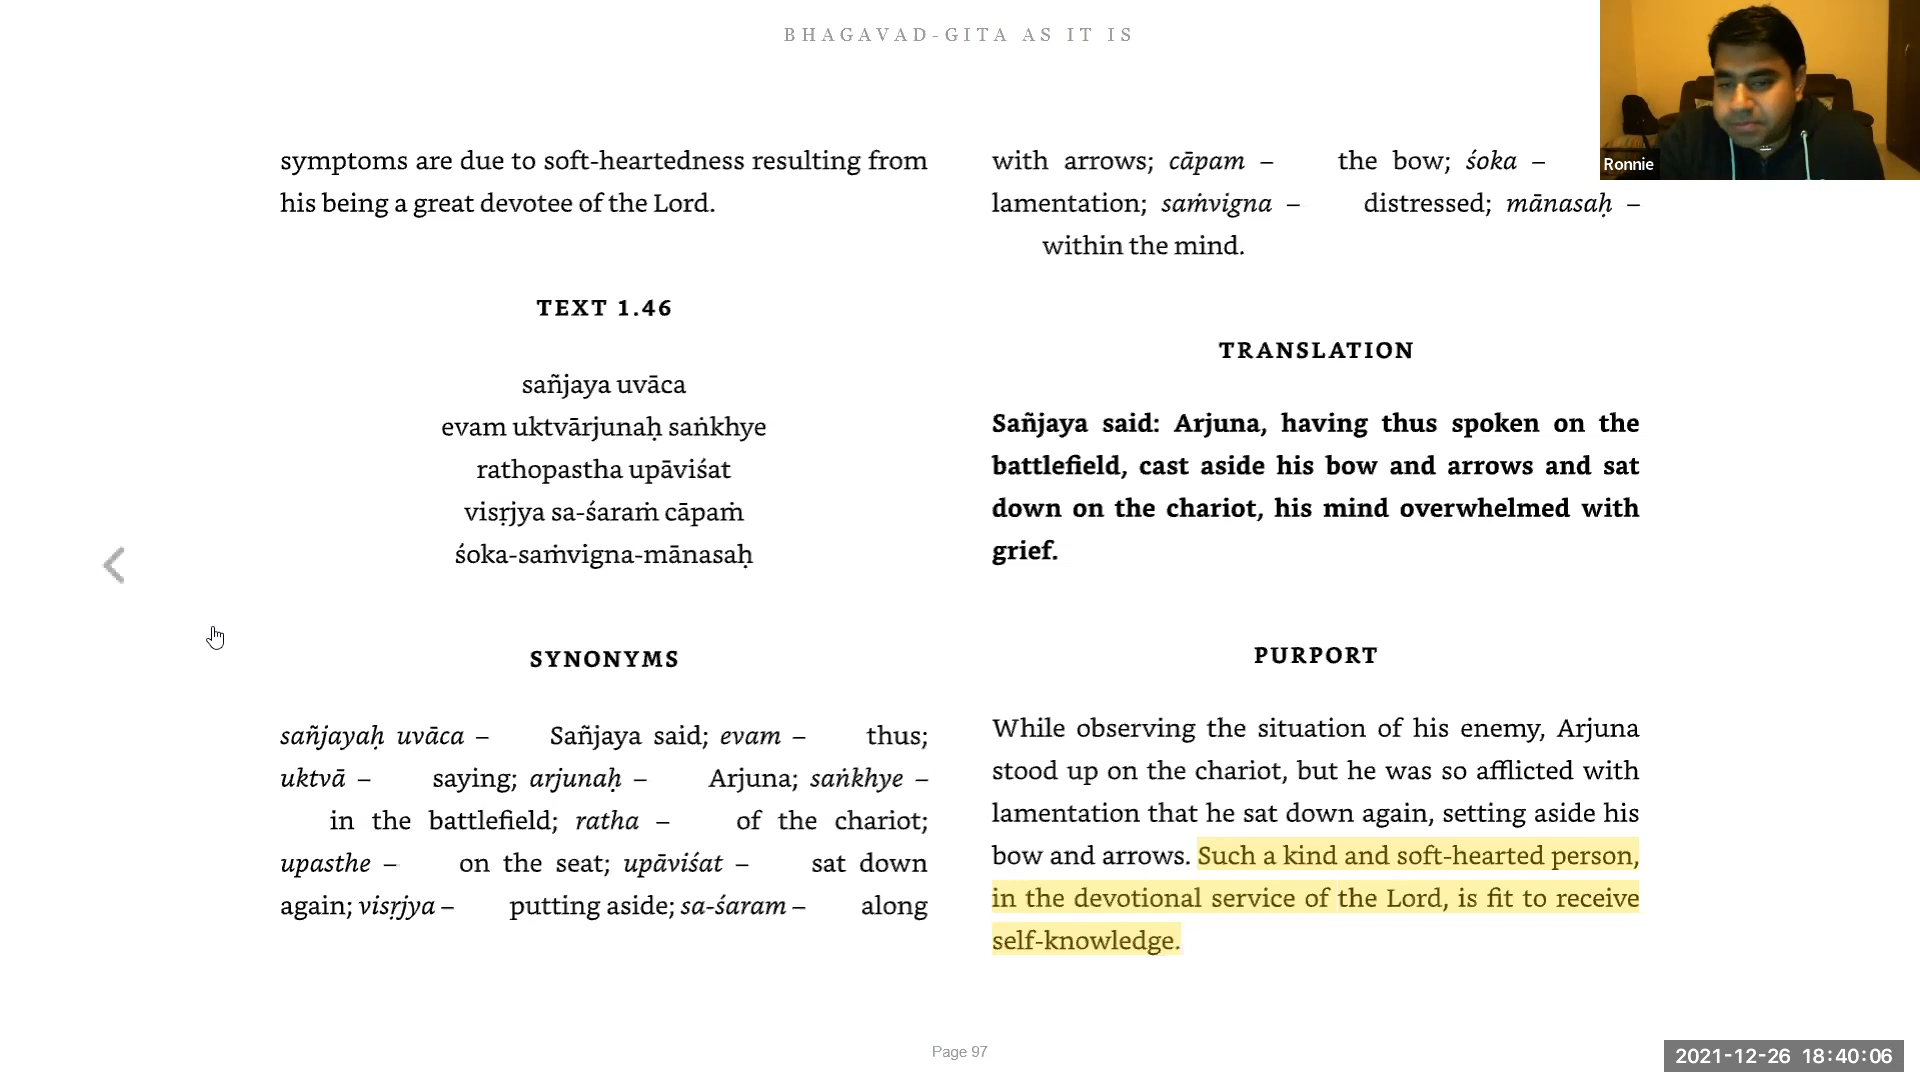 BHAGAVAD-GITA AS IT IS
symptoms are due to soft-heartedness resulting from
his being a great devotee of the Lord.
TEXT 1.46
sañjaya uvāca
evam uktvārjunaḥ saṅkhye
rathopastha upāviśat
visṛjya sa-śaraṁ cāpaṁ
śoka-saṁvigna-mānasaḥ
SYNONYMS
sañjayaḥ uvāca – Sañjaya said; evam – thus;
uktvā – saying; arjunaḥ – Arjuna; saṅkhye –
in the battlefield; ratha – of the chariot;
upasthe – on the seat; upāviśat – sat down
again; visṛjya – putting aside; sa-śaram – along
with arrows; cāpam – the bow; śoka –
lamentation; saṁvigna – distressed; mānasaḥ –
within the mind.
TRANSLATION
Sañjaya said: Arjuna, having thus spoken on the
battlefield, cast aside his bow and arrows and sat
down on the chariot, his mind overwhelmed with
grief.
PURPORT
While observing the situation of his enemy, Arjuna
stood up on the chariot, but he was so afflicted with
lamentation that he sat down again, setting aside his
bow and arrows. Such a kind and soft-hearted person,
in the devotional service of the Lord, is fit to receive
self-knowledge.
Page 97
Ronnie
2021-12-26 18:40:06